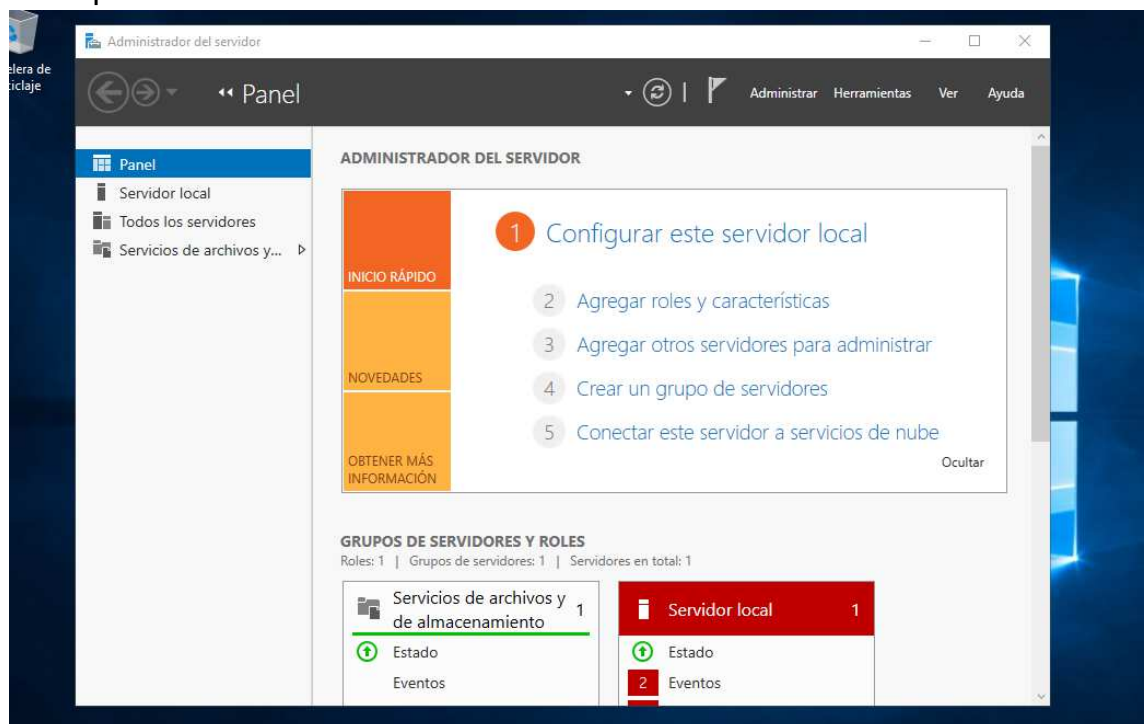 elera de
ciclaje
Administrador del servidor
Panel
Administrar Herramientas Ver Ayuda
Panel
Servidor local
Todos los servidores
Servicios de archivos y...
ADMINISTRADOR DEL SERVIDOR
INICIO RÁPIDO
NOVEDADES
OBTENER MÁS
INFORMACIÓN
1 Configurar este servidor local
2 Agregar roles y características
3 Agregar otros servidores para administrar
4 Crear un grupo de servidores
5 Conectar este servidor a servicios de nube
Ocultar
GRUPOS DE SERVIDORES Y ROLES
Roles: 1 | Grupos de servidores: 1 | Servidores en total: 1
Servicios de archivos y
de almacenamiento
1
Estado
Eventos
Servidor local 1
Estado
2 Eventos